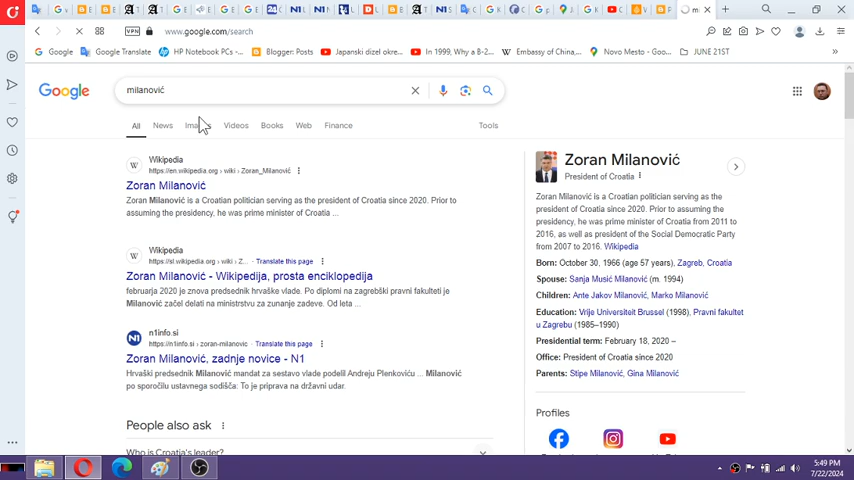 www.google.com/search
Google
Google Translate
HP Notebook PCs -...
Blogger: Posts
Japanski dizel okre...
In 1999, Why a B-2...
Embassy of China,...
Novo Mesto - Goo...
JUNE 21ST
Google
milanović
All
News
Images
Videos
Books
Web
Finance
Tools
Wikipedia
https://en.wikipedia.org › wiki › Zoran_Milanović
Zoran Milanović
Zoran Milanović is a Croatian politician serving as the president of Croatia since 2020. Prior to
assuming the presidency, he was prime minister of Croatia ...
Wikipedia
https://sl.wikipedia.org › wiki › Z... · Translate this page
Zoran Milanović - Wikipedija, prosta enciklopedija
februarja 2020 je znova predsednik hrvaške vlade. Po diplomi na zagrebški pravni fakulteti je
Milanović začel delati na ministrstvu za zunanje zadeve. Od leta ...
n1info.si
https://n1info.si › zoran-milanovic · Translate this page
Zoran Milanović, zadnje novice - N1
Hrvaški predsednik Milanović mandat za sestavo vlade podelil Andreju Plenkoviću ... Milanović
po sporočilu ustavnega sodišča: To je priprava na državni udar.
People also ask
Who is Croatia's leader?
Zoran Milanović
President of Croatia
Zoran Milanović is a Croatian politician serving as the
president of Croatia since 2020. Prior to assuming the
presidency, he was prime minister of Croatia from 2011 to
2016, as well as president of the Social Democratic Party
from 2007 to 2016. Wikipedia
Born: October 30, 1966 (age 57 years), Zagreb, Croatia
Spouse: Sanja Musić Milanović (m. 1994)
Children: Ante Jakov Milanović, Marko Milanović
Education: Vrije Universiteit Brussel (1998), Pravni fakultet
u Zagrebu (1985–1990)
Presidential term: February 18, 2020 –
Office: President of Croatia since 2020
Parents: Stipe Milanović, Gina Milanović
Profiles
5:49 PM
7/22/2024